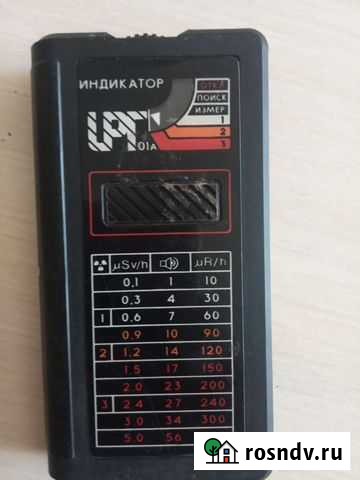 ИНДИКАТОР
ОТКЛ
ПОИСК
ИЗМЕР
1
2
3
01А
µSv/h µR/h
0.1 1 10
0.3 4 30
1 0.6 7 60
0.9 10 90
2 1.2 14 120
1.5 17 150
2.0 23 200
3 2.4 27 240
3.0 34 300
5.0 56
rosndv.ru